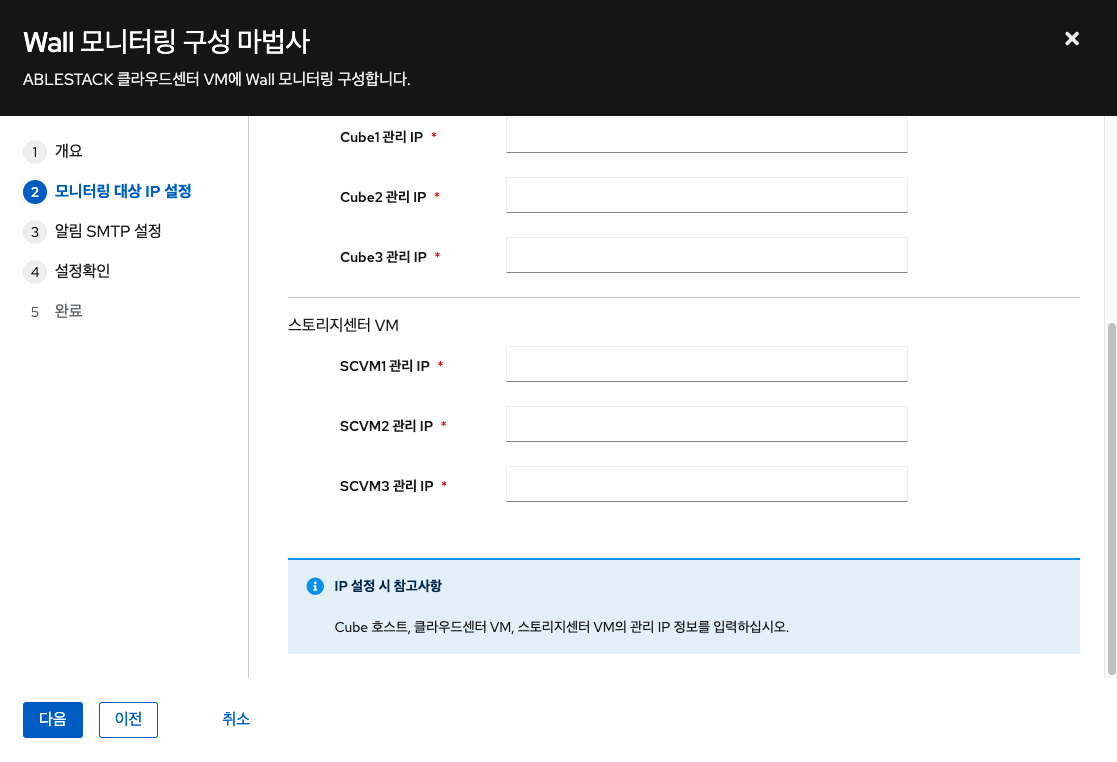 Wall 모니터링 구성 마법사
ABLESTACK 클라우드센터 VM에 Wall 모니터링 구성합니다.
1 개요
2 모니터링 대상 IP 설정
3 알림 SMTP 설정
4 설정확인
5 완료
Cube1 관리 IP *
Cube2 관리 IP *
Cube3 관리 IP *
스토리지센터 VM
SCVM1 관리 IP *
SCVM2 관리 IP *
SCVM3 관리 IP *
IP 설정 시 참고사항
Cube 호스트, 클라우드센터 VM, 스토리지센터 VM의 관리 IP 정보를 입력하십시오.
다음 이전 취소